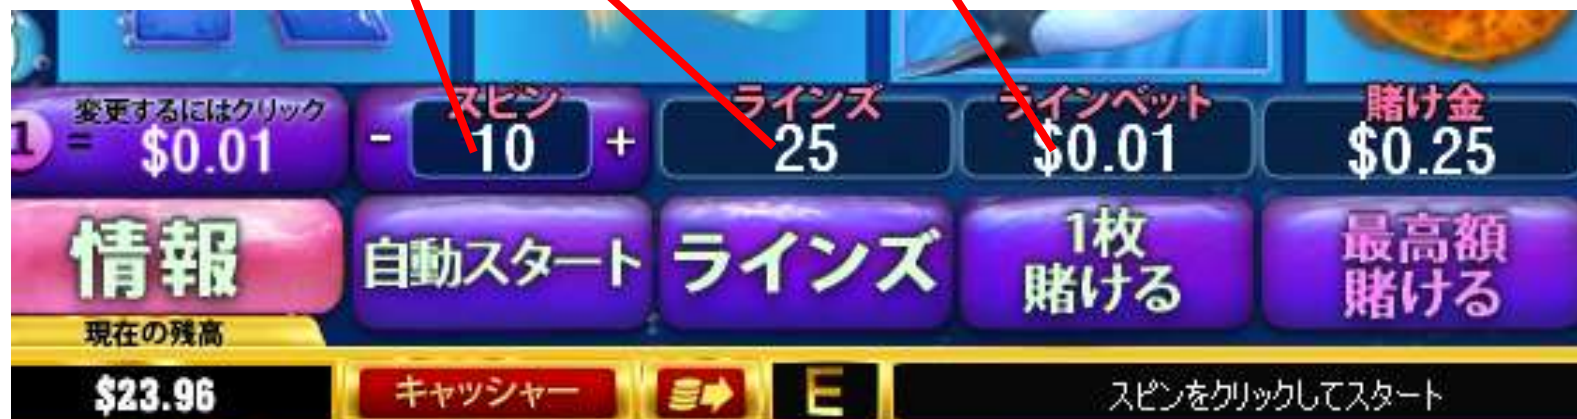 変更するにはクリック
1 = $0.01
スピン
- 10 +
ラインズ
25
ラインベット
$0.01
賭け金
$0.25
情報
自動スタート
ラインズ
1枚
賭ける
最高額
賭ける
現在の残高
$23.96
キャッシャー
E
スピンをクリックしてスタート